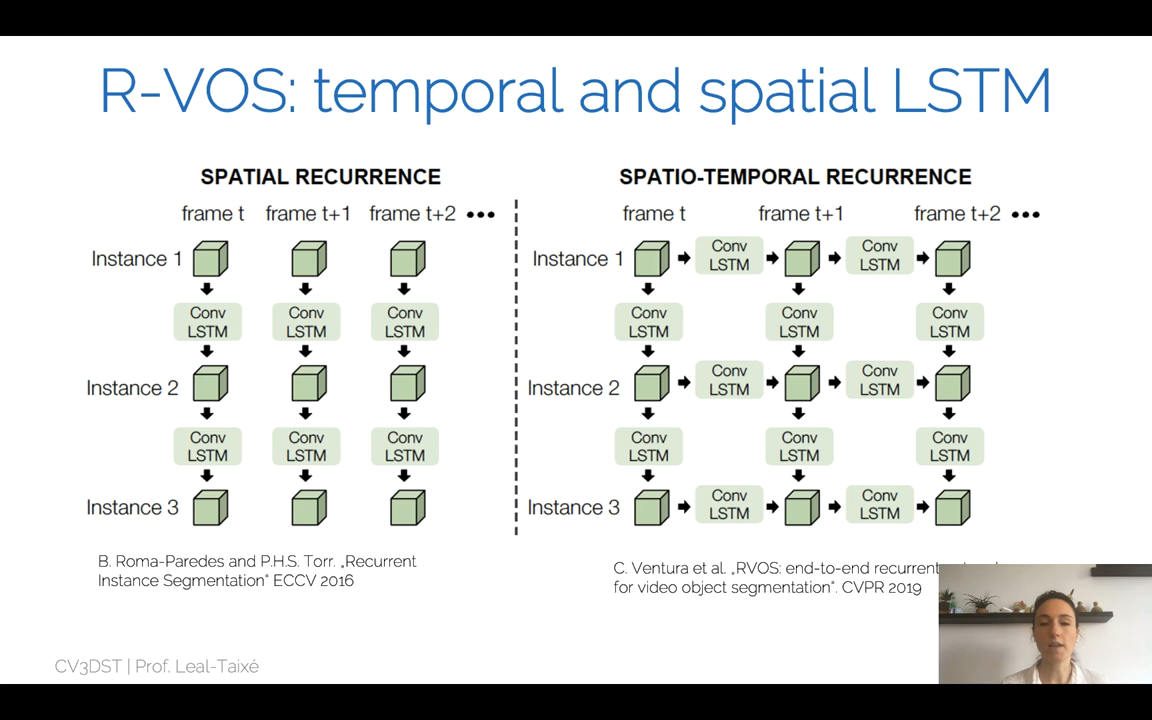 R-VOS: temporal and spatial LSTM
SPATIAL RECURRENCE
frame t frame t+1 frame t+2 •••
Instance 1
Conv LSTM Conv LSTM Conv LSTM
Instance 2
Conv LSTM Conv LSTM Conv LSTM
Instance 3
B. Roma-Paredes and P.H.S. Torr. „Recurrent
Instance Segmentation“ ECCV 2016
SPATIO-TEMPORAL RECURRENCE
frame t frame t+1 frame t+2 •••
Instance 1 Conv LSTM Conv LSTM
Conv LSTM Conv LSTM Conv LSTM
Instance 2 Conv LSTM Conv LSTM
Conv LSTM Conv LSTM Conv LSTM
Instance 3 Conv LSTM Conv LSTM
C. Ventura et al. „RVOS: end-to-end recurrent
for video object segmentation“. CVPR 2019
CV3DST | Prof. Leal-Taixé